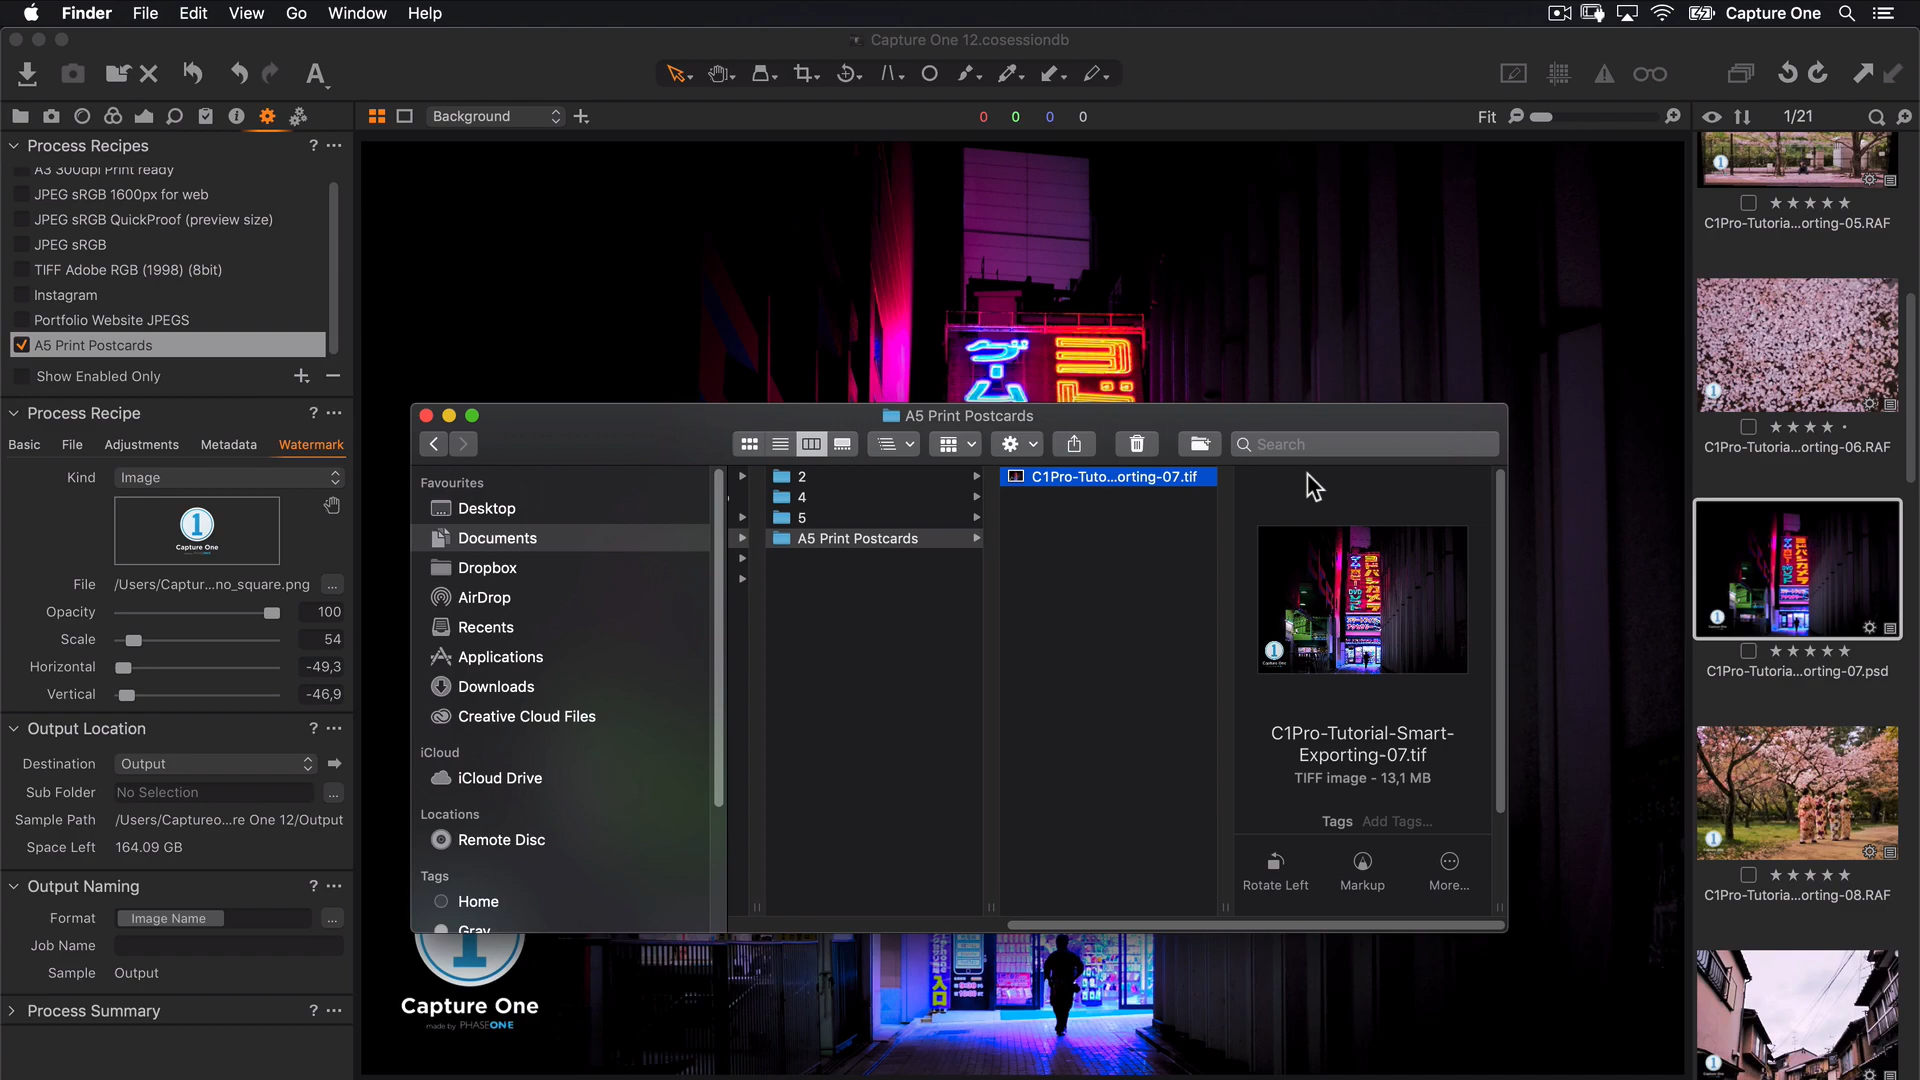 Finder File Edit View Go Window Help
Capture One
Capture One 12.cosessiondb
Background
0 0 0 0
Fit
1/21
Process Recipes
A3 300dpi Print ready
JPEG sRGB 1600px for web
JPEG sRGB QuickProof (preview size)
JPEG sRGB
TIFF Adobe RGB (1998) (8bit)
Instagram
Portfolio Website JPEGS
A5 Print Postcards
Show Enabled Only
Process Recipe
Basic File Adjustments Metadata Watermark
Kind Image
Capture One
File /Users/Captur...no_square.png ...
Opacity 100
Scale 54
Horizontal -49,3
Vertical -46,9
Output Location
Destination Output
Sub Folder No Selection ...
Sample Path /Users/Captureo...re One 12/Output
Space Left 164.09 GB
Output Naming
Format Image Name ...
Job Name
Sample Output
Process Summary
A5 Print Postcards
Search
Favourites
Desktop
Documents
Dropbox
AirDrop
Recents
Applications
Downloads
Creative Cloud Files
iCloud
iCloud Drive
Locations
Remote Disc
Tags
Home
Gray
2
4
5
A5 Print Postcards
C1Pro-Tuto...orting-07.tif
C1Pro-Tutorial-Smart-
Exporting-07.tif
TIFF image - 13,1 MB
Tags Add Tags...
Rotate Left Markup More...
入口
1
Capture One
made by PHASEONE
C1Pro-Tutoria...orting-05.RAF
C1Pro-Tutoria...orting-06.RAF
C1Pro-Tutoria...orting-07.psd
C1Pro-Tutoria...orting-08.RAF